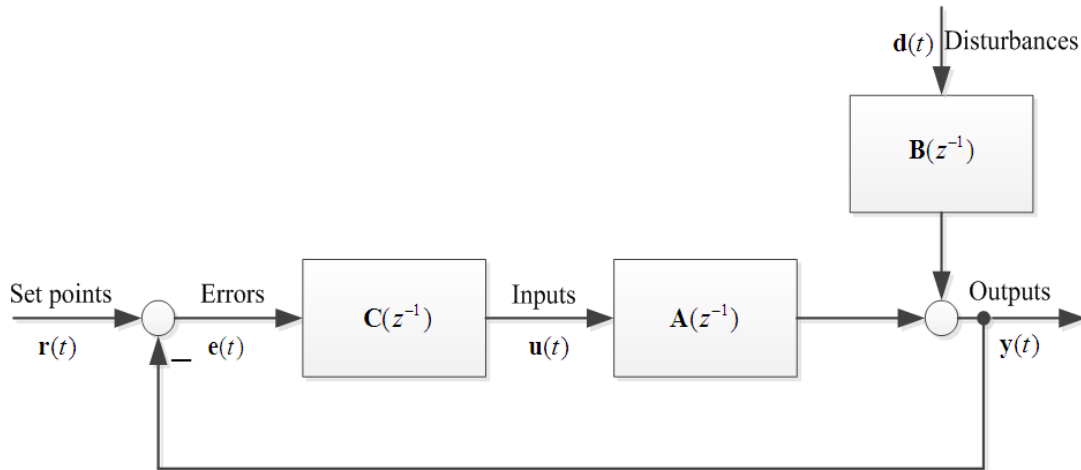 d(t) Disturbances
B(z⁻¹)
Set points
r(t)
Errors
e(t)
C(z⁻¹)
Inputs
u(t)
A(z⁻¹)
Outputs
y(t)
−